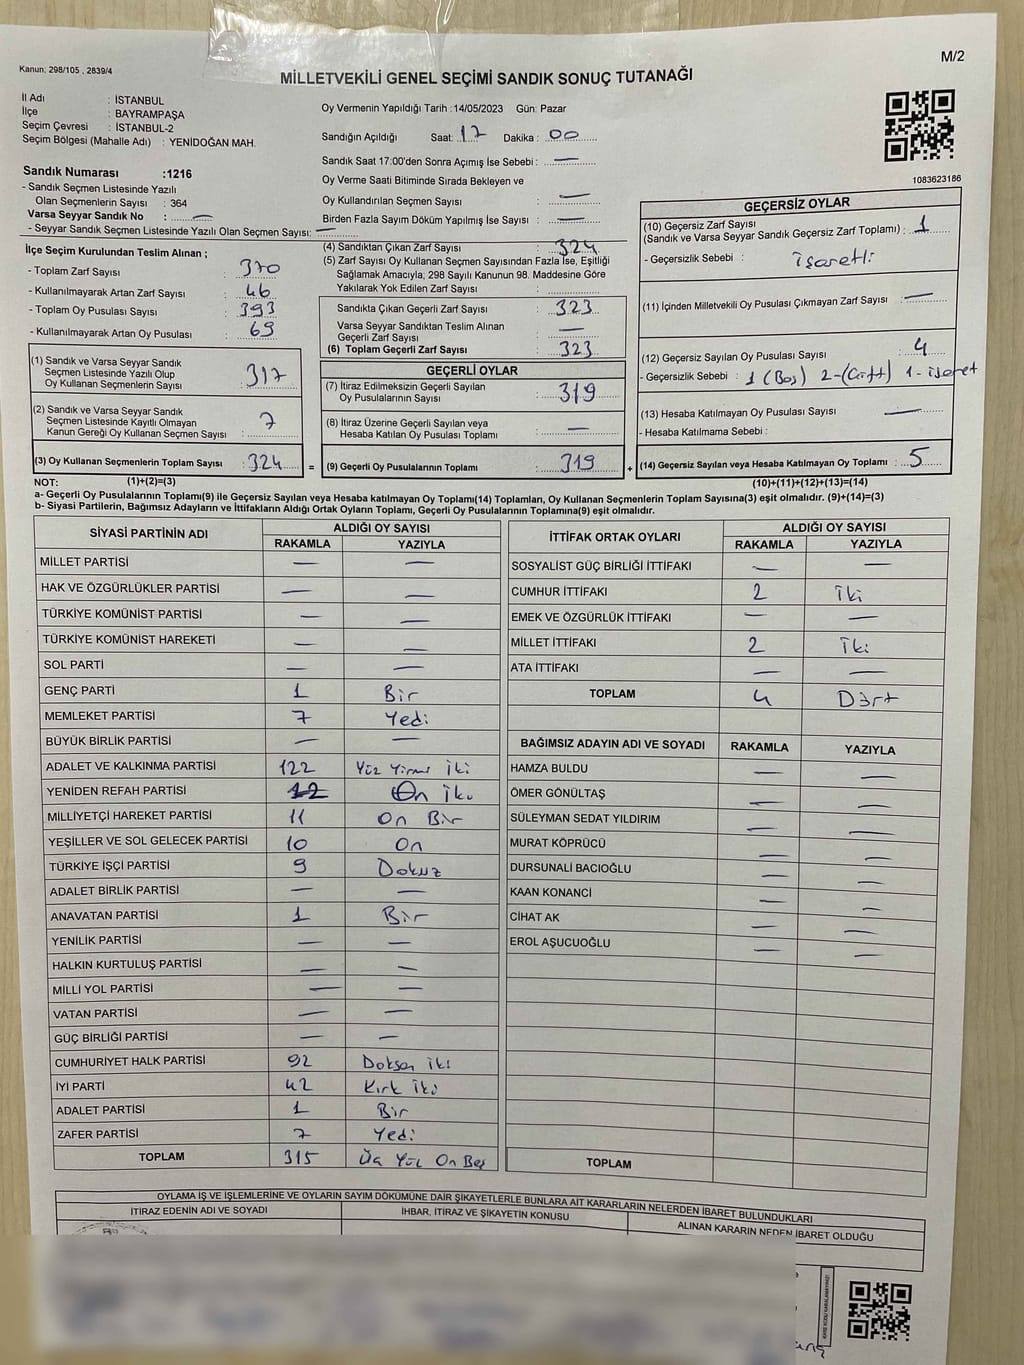 M/2
Kanun; 298/105 , 2839/4
MİLLETVEKİLİ GENEL SEÇİMİ SANDIK SONUÇ TUTANAĞI
İl Adı : İSTANBUL
İlçe : BAYRAMPAŞA
Seçim Çevresi : İSTANBUL-2
Seçim Bölgesi (Mahalle Adı) : YENİDOĞAN MAH.
Sandık Numarası :1216
- Sandık Seçmen Listesinde Yazılı
Olan Seçmenlerin Sayısı : 364
Varsa Seyyar Sandık No : —
- Seyyar Sandık Seçmen Listesinde Yazılı Olan Seçmen Sayısı: —
Oy Vermenin Yapıldığı Tarih :14/05/2023 Gün: Pazar
Sandığın Açıldığı Saat: 17 Dakika : 00
Sandık Saat 17:00'den Sonra Açımış İse Sebebi : —
Oy Verme Saati Bitiminde Sırada Bekleyen ve
Oy Kullandırılan Seçmen Sayısı : —
Birden Fazla Sayım Döküm Yapılmış İse Sayısı : —
1083623186
İlçe Seçim Kurulundan Teslim Alınan ;
- Toplam Zarf Sayısı : 370
- Kullanılmayarak Artan Zarf Sayısı : 46
- Toplam Oy Pusulası Sayısı : 393
- Kullanılmayarak Artan Oy Pusulası : 69
(1) Sandık ve Varsa Seyyar Sandık
Seçmen Listesinde Yazılı Olup
Oy Kullanan Seçmenlerin Sayısı : 317
(2) Sandık ve Varsa Seyyar Sandık
Seçmen Listesinde Kayıtlı Olmayan
Kanun Gereği Oy Kullanan Seçmen Sayısı : 7
(3) Oy Kullanan Seçmenlerin Toplam Sayısı : 324
(4) Sandıktan Çıkan Zarf Sayısı : 324
(5) Zarf Sayısı Oy Kullanan Seçmen Sayısından Fazla İse, Eşitliği
Sağlamak Amacıyla, 298 Sayılı Kanunun 98. Maddesine Göre
Yakılarak Yok Edilen Zarf Sayısı :
Sandıkta Çıkan Geçerli Zarf Sayısı : 323
Varsa Seyyar Sandıktan Teslim Alınan
Geçerli Zarf Sayısı : —
(6) Toplam Geçerli Zarf Sayısı : 323
GEÇERLİ OYLAR
(7) İtiraz Edilmeksizin Geçerli Sayılan
Oy Pusulalarının Sayısı : 319
(8) İtiraz Üzerine Geçerli Sayılan veya
Hesaba Katılan Oy Pusulası Toplamı : —
= (9) Geçerli Oy Pusulalarının Toplamı : 319
GEÇERSİZ OYLAR
(10) Geçersiz Zarf Sayısı
(Sandık ve Varsa Seyyar Sandık Geçersiz Zarf Toplamı) : 1
- Geçersizlik Sebebi : işaretli
(11) İçinden Milletvekili Oy Pusulası Çıkmayan Zarf Sayısı : —
(12) Geçersiz Sayılan Oy Pusulası Sayısı : 4
- Geçersizlik Sebebi : 1 (Boş) 2-(Çift) 1-işaret
(13) Hesaba Katılmayan Oy Pusulası Sayısı : —
- Hesaba Katılmama Sebebi :
+ (14) Geçersiz Sayılan veya Hesaba Katılmayan Oy Toplamı : 5
NOT: (1)+(2)=(3) (10)+(11)+(12)+(13)=(14)
a- Geçerli Oy Pusulalarının Toplamı(9) ile Geçersiz Sayılan veya Hesaba katılmayan Oy Toplamı(14) Toplamları, Oy Kullanan Seçmenlerin Toplam Sayısına(3) eşit olmalıdır. (9)+(14)=(3)
b- Siyasi Partilerin, Bağımsız Adayların ve İttifakların Aldığı Ortak Oyların Toplamı, Geçerli Oy Pusulalarının Toplamına(9) eşit olmalıdır.
SİYASİ PARTİNİN ADI ALDIĞI OY SAYISI
RAKAMLA YAZIYLA
MİLLET PARTİSİ — —
HAK VE ÖZGÜRLÜKLER PARTİSİ — —
TÜRKİYE KOMÜNİST PARTİSİ — —
TÜRKİYE KOMÜNİST HAREKETİ — —
SOL PARTİ — —
GENÇ PARTİ 1 Bir
MEMLEKET PARTİSİ 7 Yedi
BÜYÜK BİRLİK PARTİSİ — —
ADALET VE KALKINMA PARTİSİ 122 Yüz Yirmi İki
YENİDEN REFAH PARTİSİ 12 On İki
MİLLİYETÇİ HAREKET PARTİSİ 11 On Bir
YEŞİLLER VE SOL GELECEK PARTİSİ 10 On
TÜRKİYE İŞÇİ PARTİSİ 9 Dokuz
ADALET BİRLİK PARTİSİ — —
ANAVATAN PARTİSİ 1 Bir
YENİLİK PARTİSİ — —
HALKIN KURTULUŞ PARTİSİ — —
MİLLİ YOL PARTİSİ — —
VATAN PARTİSİ — —
GÜÇ BİRLİĞİ PARTİSİ — —
CUMHURİYET HALK PARTİSİ 92 Doksan iki
İYİ PARTİ 42 Kırk İki
ADALET PARTİSİ 1 Bir
ZAFER PARTİSİ 7 Yedi
TOPLAM 315 Üç Yüz On Beş
İTTİFAK ORTAK OYLARI ALDIĞI OY SAYISI
RAKAMLA YAZIYLA
SOSYALİST GÜÇ BİRLİĞİ İTTİFAKI — —
CUMHUR İTTİFAKI 2 İki
EMEK VE ÖZGÜRLÜK İTTİFAKI — —
MİLLET İTTİFAKI 2 İki
ATA İTTİFAKI — —
TOPLAM 4 Dört
BAĞIMSIZ ADAYIN ADI VE SOYADI RAKAMLA YAZIYLA
HAMZA BULDU — —
ÖMER GÖNÜLTAŞ — —
SÜLEYMAN SEDAT YILDIRIM — —
MURAT KÖPRÜCÜ — —
DURSUNALİ BACIOĞLU — —
KAAN KONANCİ — —
CİHAT AK — —
EROL AŞUCUOĞLU — —
TOPLAM
OYLAMA İŞ VE İŞLEMLERİNE VE OYLARIN SAYIM DÖKÜMÜNE DAİR ŞİKAYETLERLE BUNLARA AİT KARARLARIN NELERDEN İBARET BULUNDUKLARI
İTİRAZ EDENİN ADI VE SOYADI İHBAR, İTİRAZ VE ŞİKAYETİN KONUSU ALINAN KARARIN NEDEN İBARET OLDUĞU